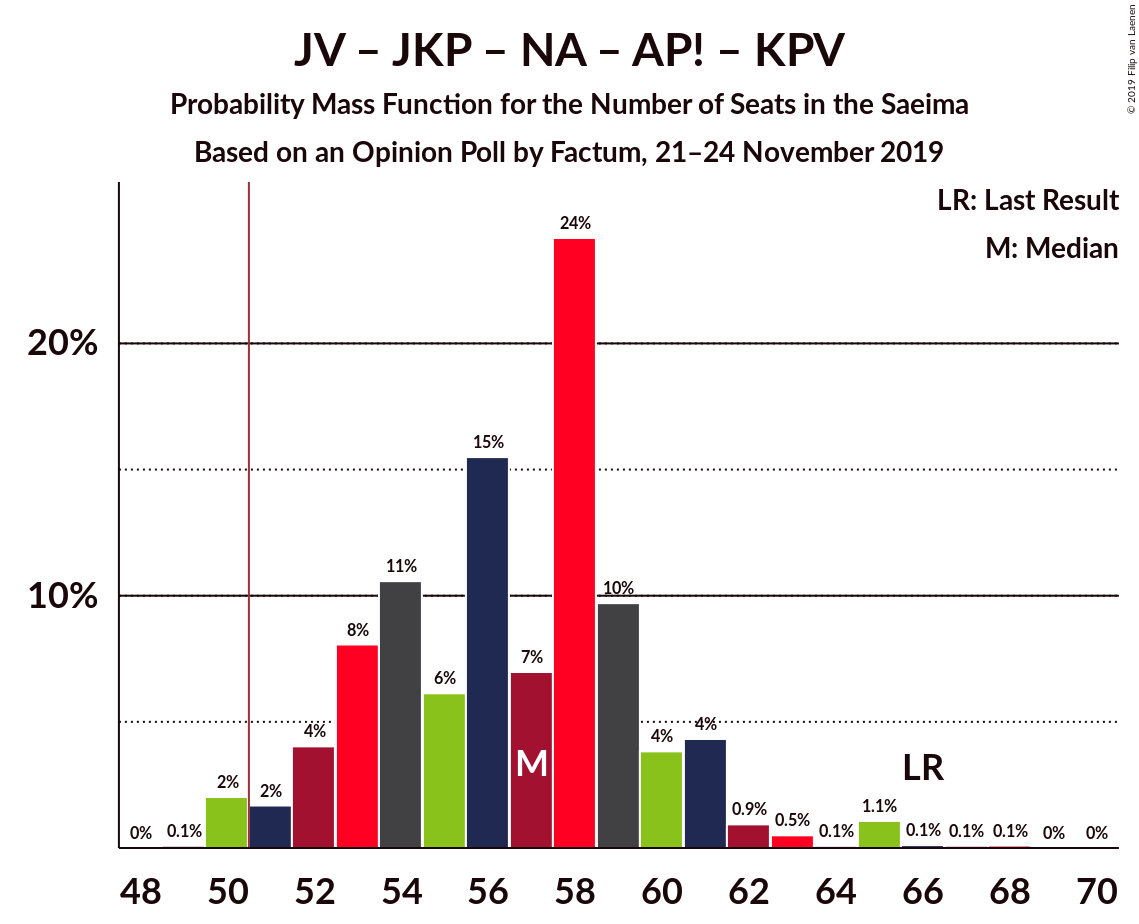 JV – JKP – NA – AP! – KPV
Probability Mass Function for the Number of Seats in the Saeima
Based on an Opinion Poll by Factum, 21–24 November 2019
© 2019 Filip van Laenen
LR: Last Result
M: Median
20%
10%
0%
0.1%
2%
2%
4%
8%
11%
6%
15%
7%
24%
10%
4%
4%
0.9%
0.5%
0.1%
1.1%
0.1%
0.1%
0.1%
0%
0%
M
LR
48 50 52 54 56 58 60 62 64 66 68 70